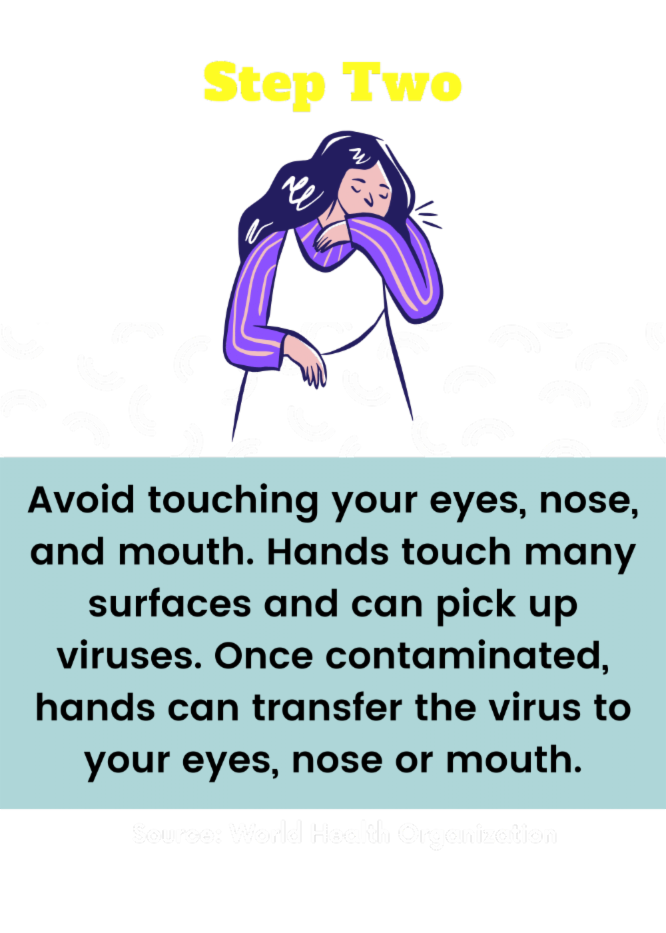 Step Two
Avoid touching your eyes, nose,
and mouth. Hands touch many
surfaces and can pick up
viruses. Once contaminated,
hands can transfer the virus to
your eyes, nose or mouth.
Source: World Health Organization